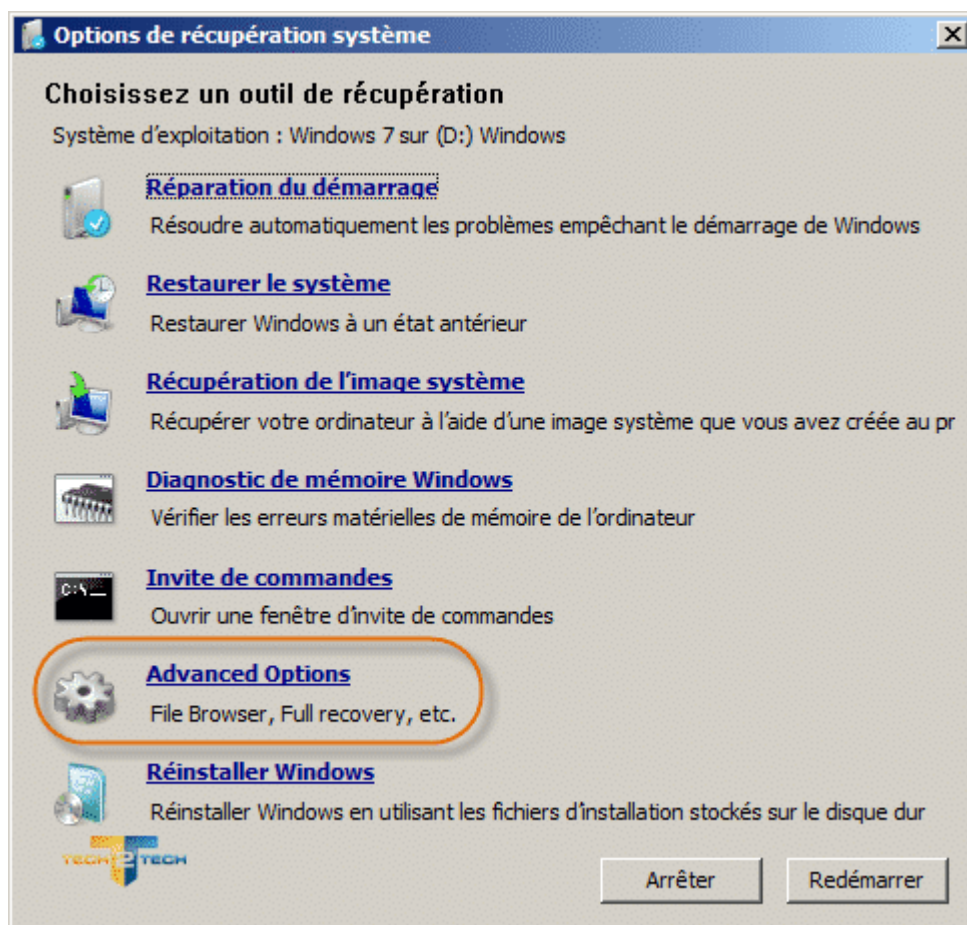 Options de récupération système
Choisissez un outil de récupération
Système d'exploitation : Windows 7 sur (D:) Windows
Réparation du démarrage
Résoudre automatiquement les problèmes empêchant le démarrage de Windows
Restaurer le système
Restaurer Windows à un état antérieur
Récupération de l'image système
Récupérer votre ordinateur à l'aide d'une image système que vous avez créée au pr
Diagnostic de mémoire Windows
Vérifier les erreurs matérielles de mémoire de l'ordinateur
C:\_
Invite de commandes
Ouvrir une fenêtre d'invite de commandes
Advanced Options
File Browser, Full recovery, etc.
Réinstaller Windows
Réinstaller Windows en utilisant les fichiers d'installation stockés sur le disque dur
TECH 2 TECH
Arrêter
Redémarrer